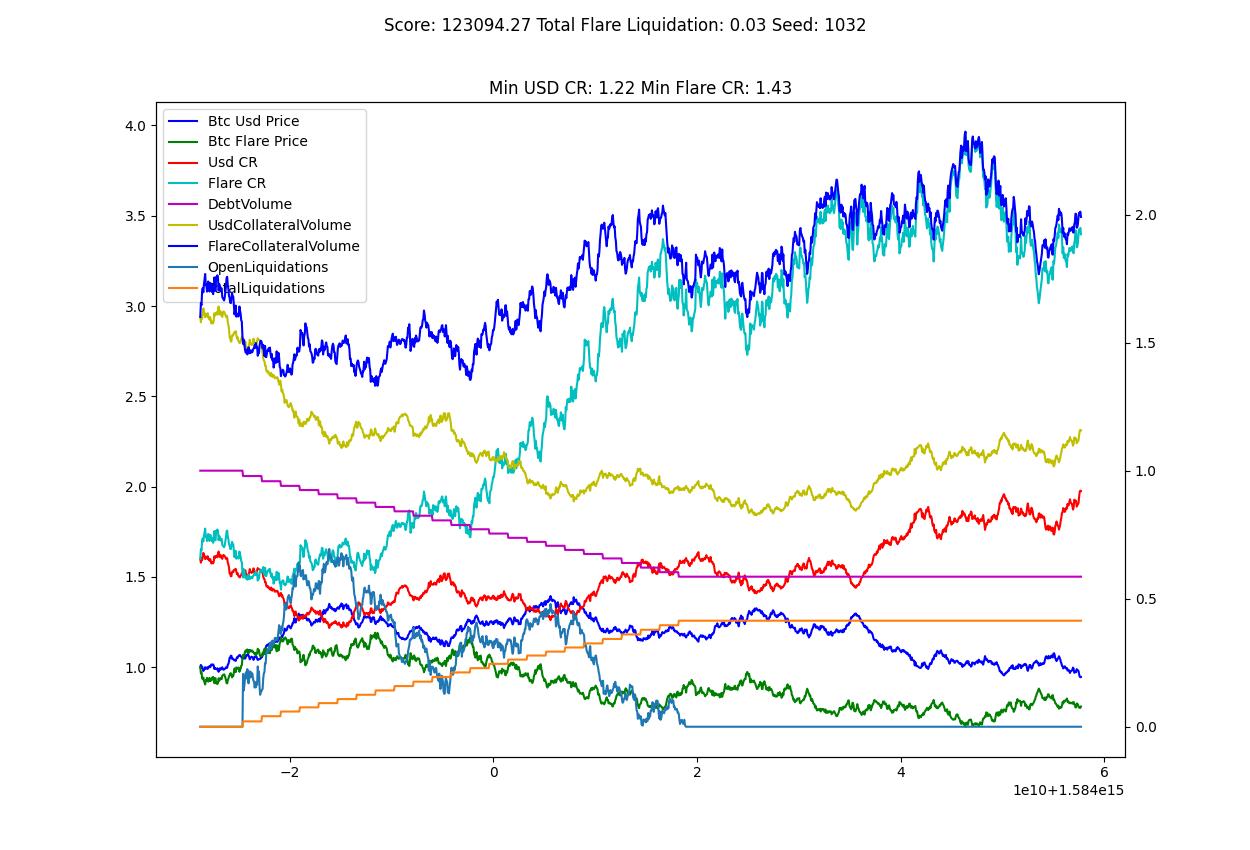 Score: 123094.27 Total Flare Liquidation: 0.03 Seed: 1032
Min USD CR: 1.22 Min Flare CR: 1.43
Btc Usd Price
Btc Flare Price
Usd CR
Flare CR
DebtVolume
UsdCollateralVolume
FlareCollateralVolume
OpenLiquidations
TotalLiquidations
4.0
3.5
3.0
2.5
2.0
1.5
1.0
2.0
1.5
1.0
0.5
0.0
−2
0
2
4
6
1e10+1.584e15